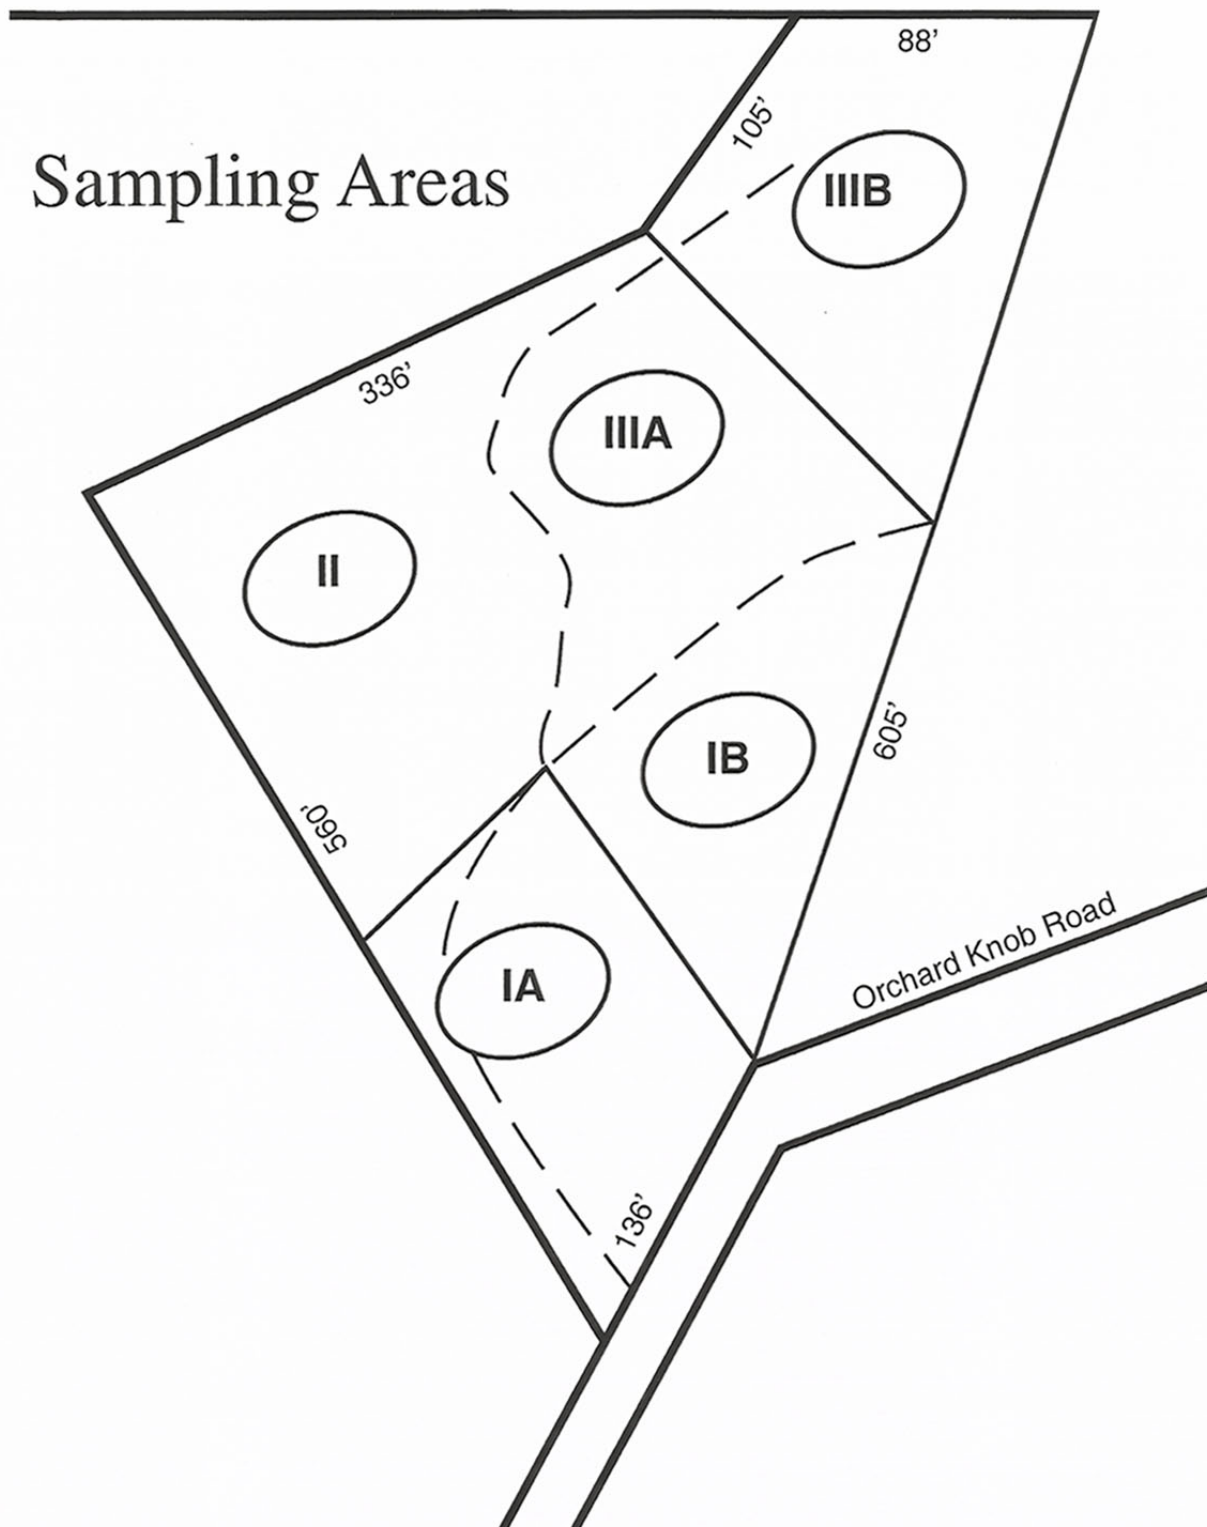 88’
105’
Sampling Areas
IIIB
336’
IIIA
II
605’
IB
560’
Orchard Knob Road
IA
136’